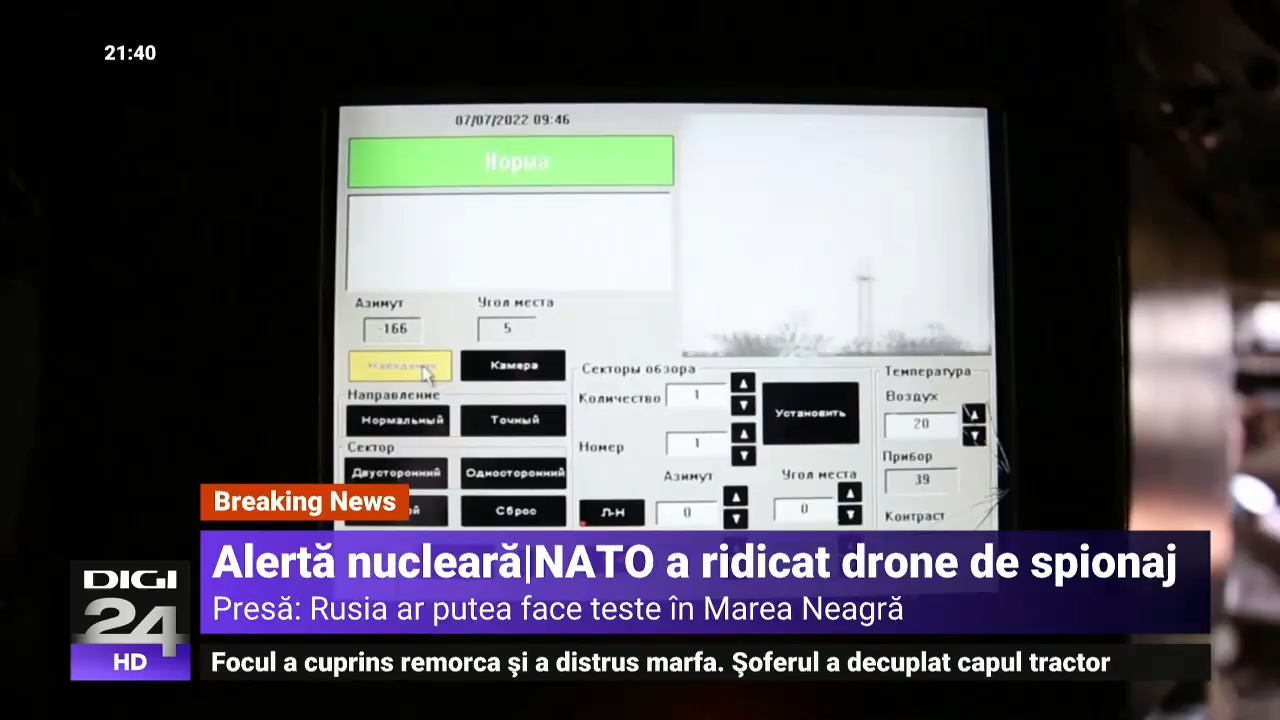 21:40
07/07/2022 09:46
Норма
Азимут
Угол места
-166
5
Камера
Направление
Нормальный
Точный
Сектор
Двусторонний
Односторонний
Сброс
Секторы обзора
Количество
1
Установить
Номер
1
Азимут
Угол места
Л-Н
0
0
Температура
Воздух
20
Прибор
39
Контраст
Breaking News
Alertă nucleară|NATO a ridicat drone de spionaj
Presă: Rusia ar putea face teste în Marea Neagră
DIGI
24
HD
Focul a cuprins remorca şi a distrus marfa. Şoferul a decuplat capul tractor